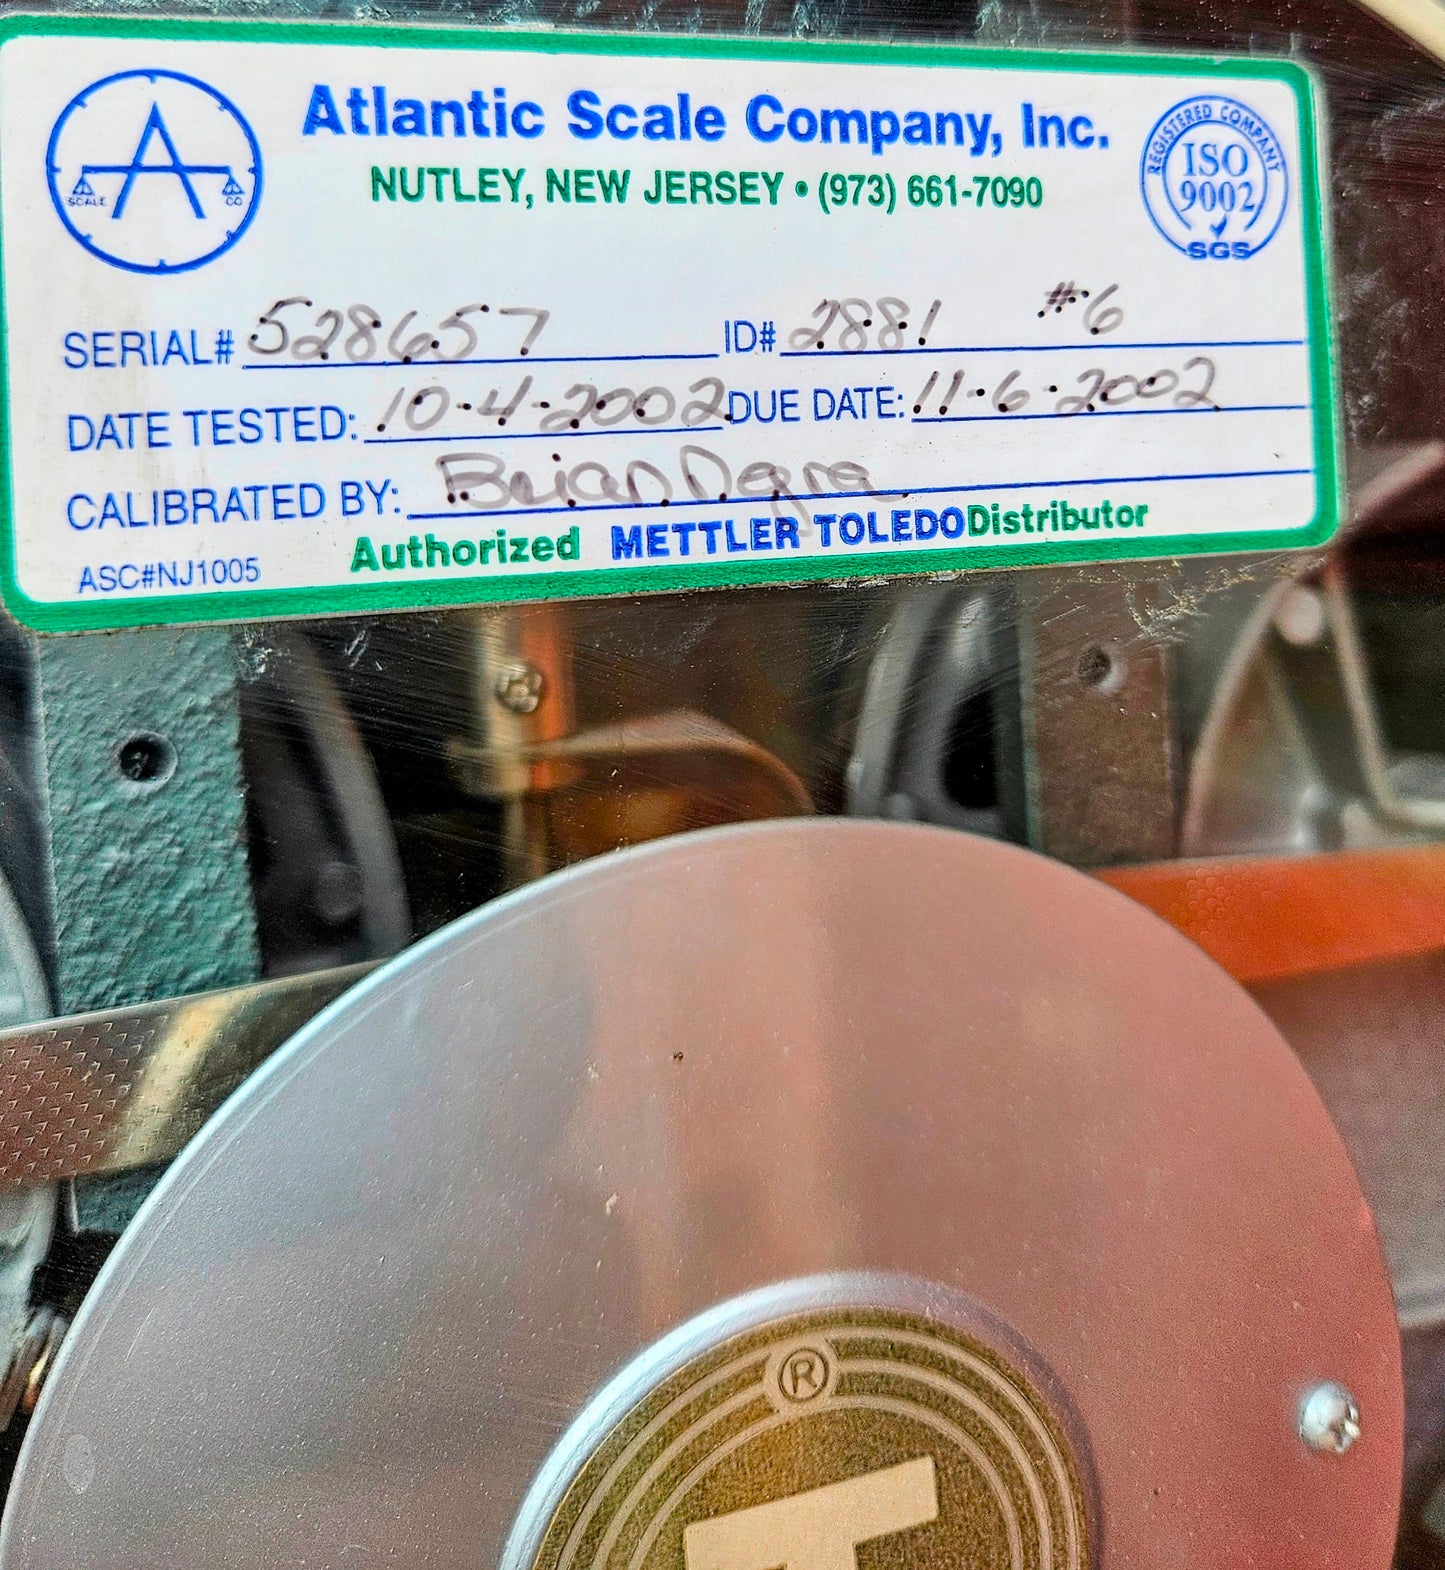 Atlantic Scale Company, Inc.
NUTLEY, NEW JERSEY • (973) 661-7090
A
SCALE CO
REGISTERED COMPANY
ISO
9002
SGS
SERIAL# 528657 ID# 2881 #6
DATE TESTED: 10-4-2002 DUE DATE: 11-6-2002
CALIBRATED BY: Brian
ASC#NJ1005 Authorized METTLER TOLEDO Distributor
®